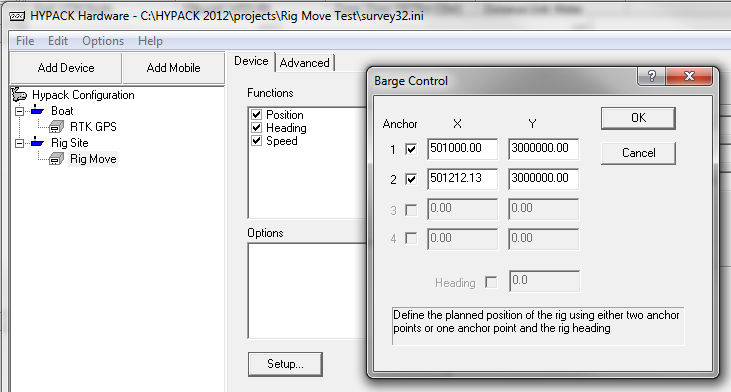 HYPACK Hardware - C:\HYPACK 2012\projects\Rig Move Test\survey32.ini
File Edit Options Help
Add Device Add Mobile
Hypack Configuration
Boat
RTK GPS
Rig Site
Rig Move
Device Advanced
Functions
Position
Heading
Speed
Options
Setup...
Barge Control
?
Anchor X Y
1 501000.00 3000000.00
2 501212.13 3000000.00
3 0.00 0.00
4 0.00 0.00
Heading 0.0
OK
Cancel
Define the planned position of the rig using either two anchor
points or one anchor point and the rig heading